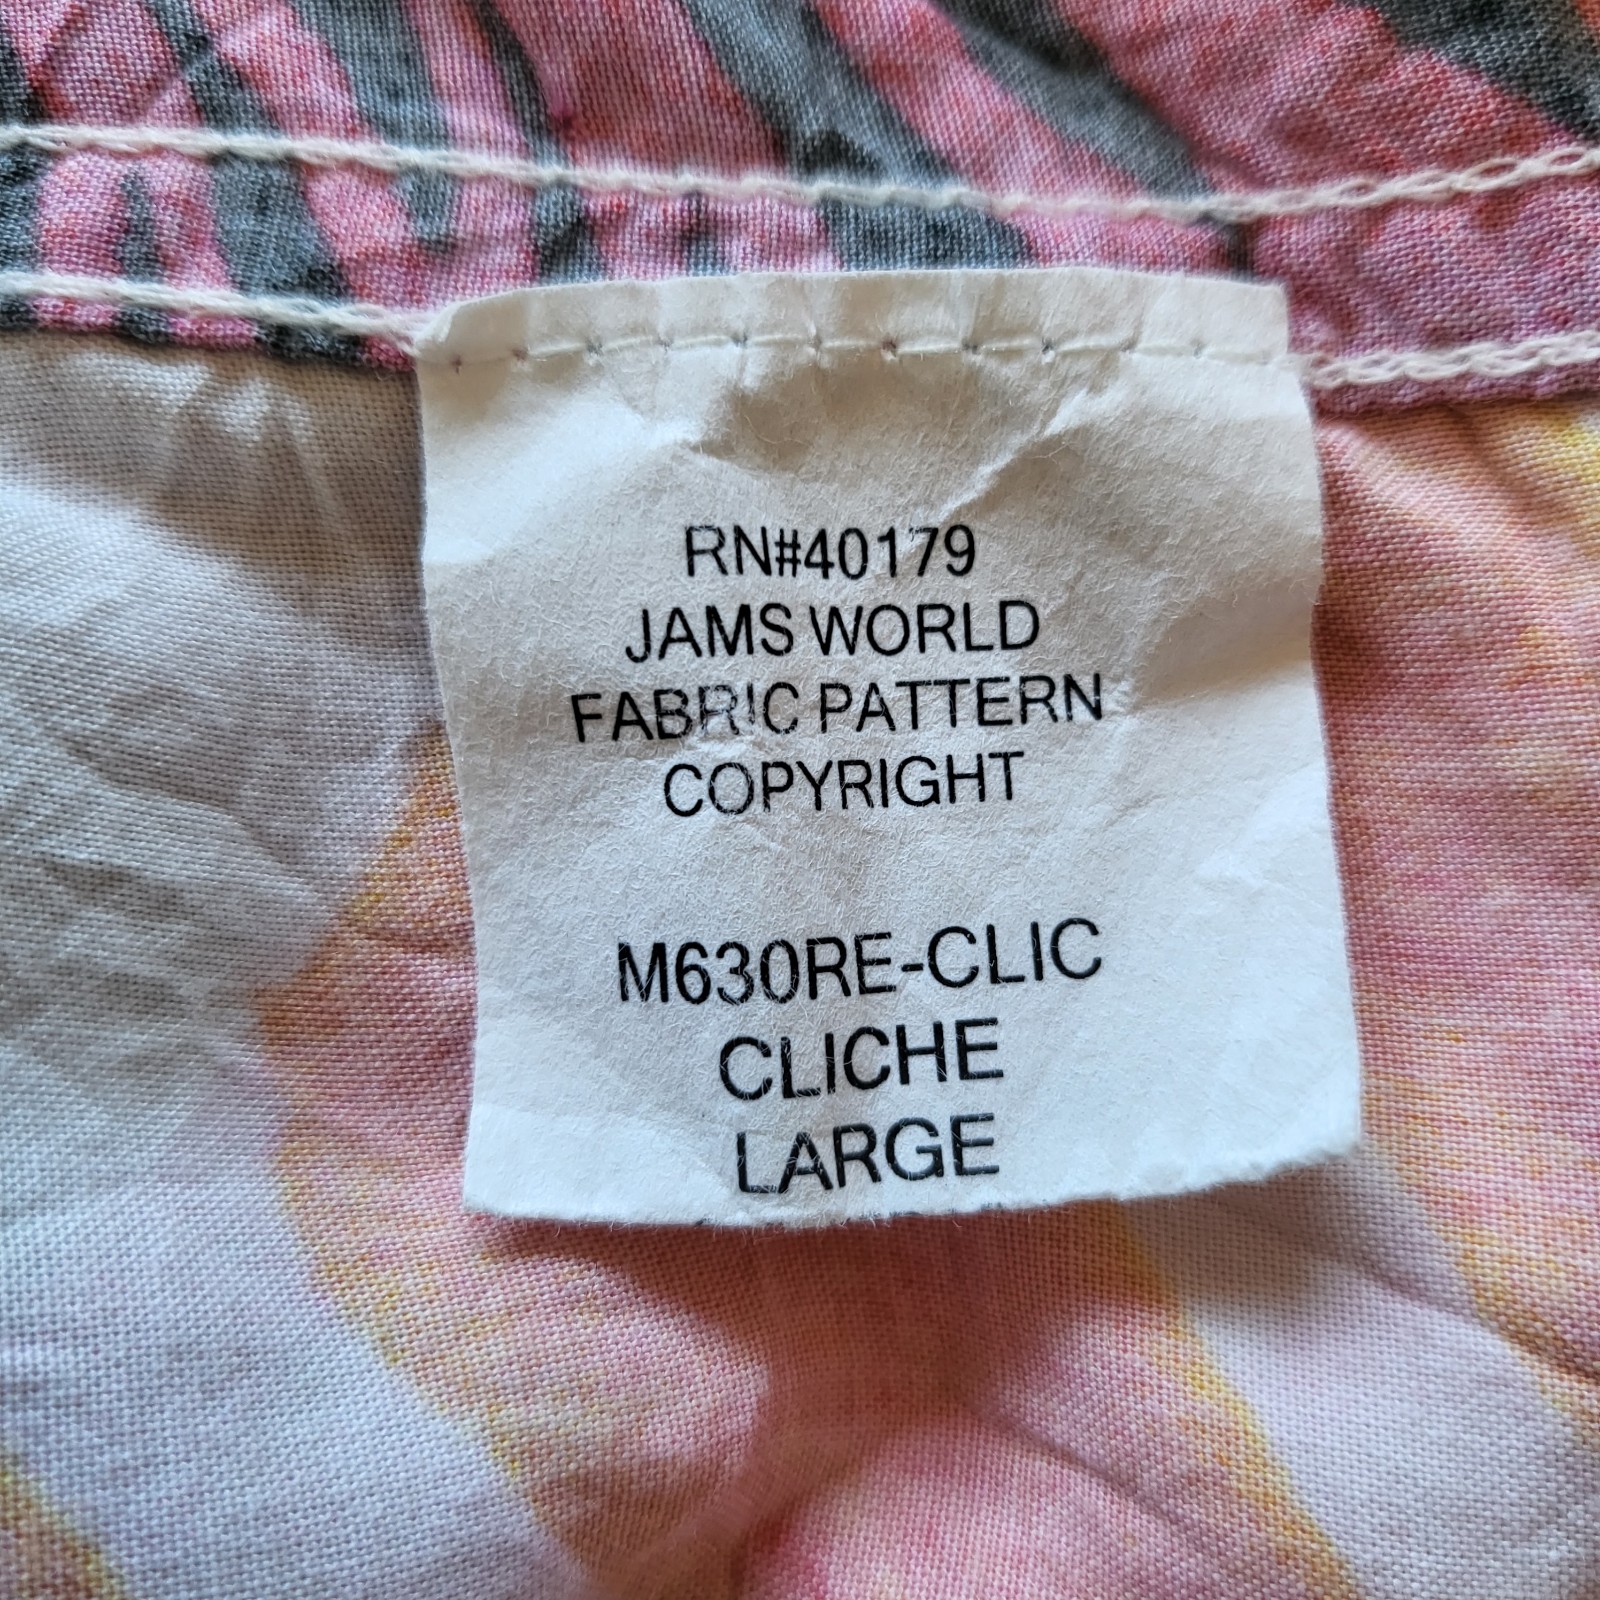 RN#40179
JAMS WORLD
FABRIC PATTERN
COPYRIGHT
M630RE-CLIC
CLICHE
LARGE